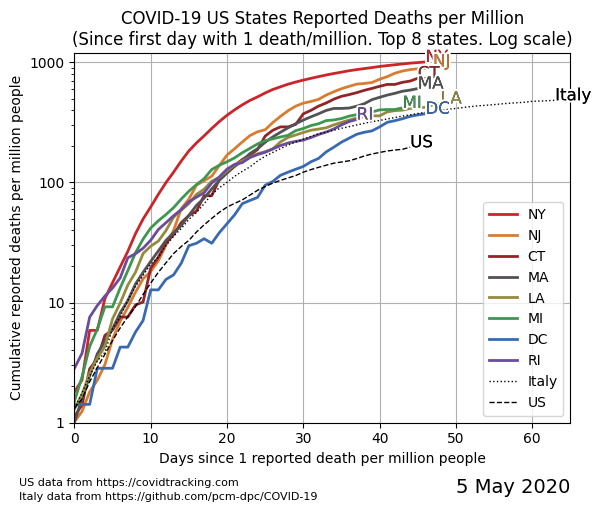 COVID-19 US States Reported Deaths per Million
(Since first day with 1 death/million. Top 8 states. Log scale)
Cumulative reported deaths per million people
1000
100
10
1
NY
NJ
CT
MA
LA
MI
DC
RI
Italy
US
NY
NJ
CT
MA
LA
MI
DC
RI
Italy
US
0 10 20 30 40 50 60
Days since 1 reported death per million people
US data from https://covidtracking.com
Italy data from https://github.com/pcm-dpc/COVID-19
5 May 2020